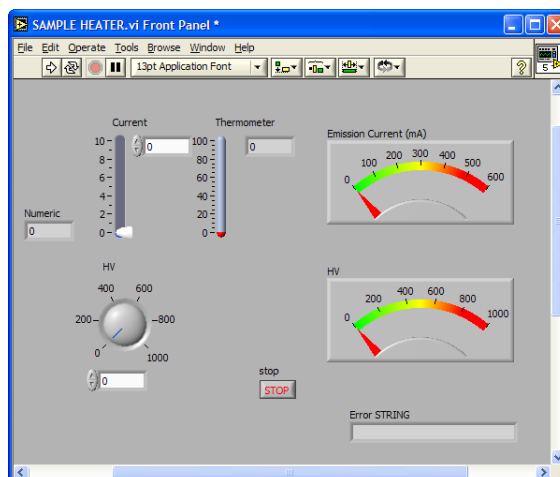 SAMPLE HEATER.vi Front Panel *
File Edit Operate Tools Browse Window Help
13pt Application Font
5
Current
10
8
6
4
2
0
0
Thermometer
100
80
60
40
20
0
0
Emission Current (mA)
0 100 200 300 400 500 600
Numeric
0
HV
0 200 400 600 800 1000
0
HV
0 200 400 600 800 1000
stop
STOP
Error STRING